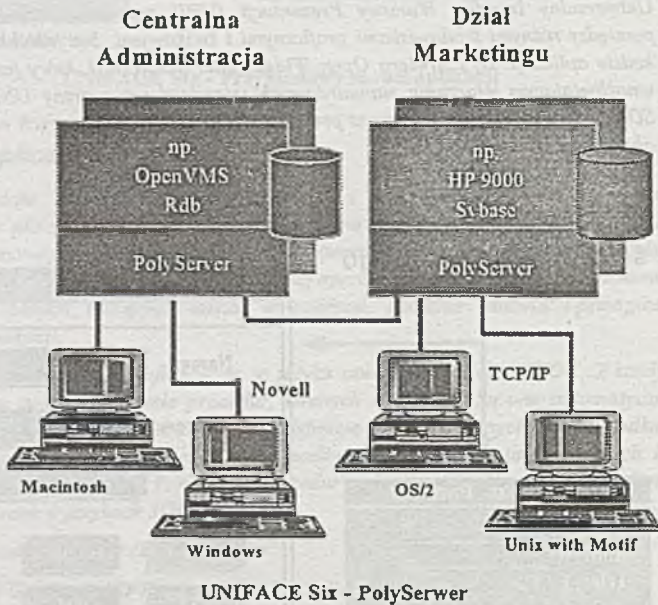 Centralna
Administracja
Dział
Marketingu
np.
OpenVMS
Rdb
PolyServer
np.
HP 9000
Sybase
PolyServer
Novell
TCP/IP
Macintosh
Windows
OS/2
Unix with Motif
UNIFACE Six - PolySerwer